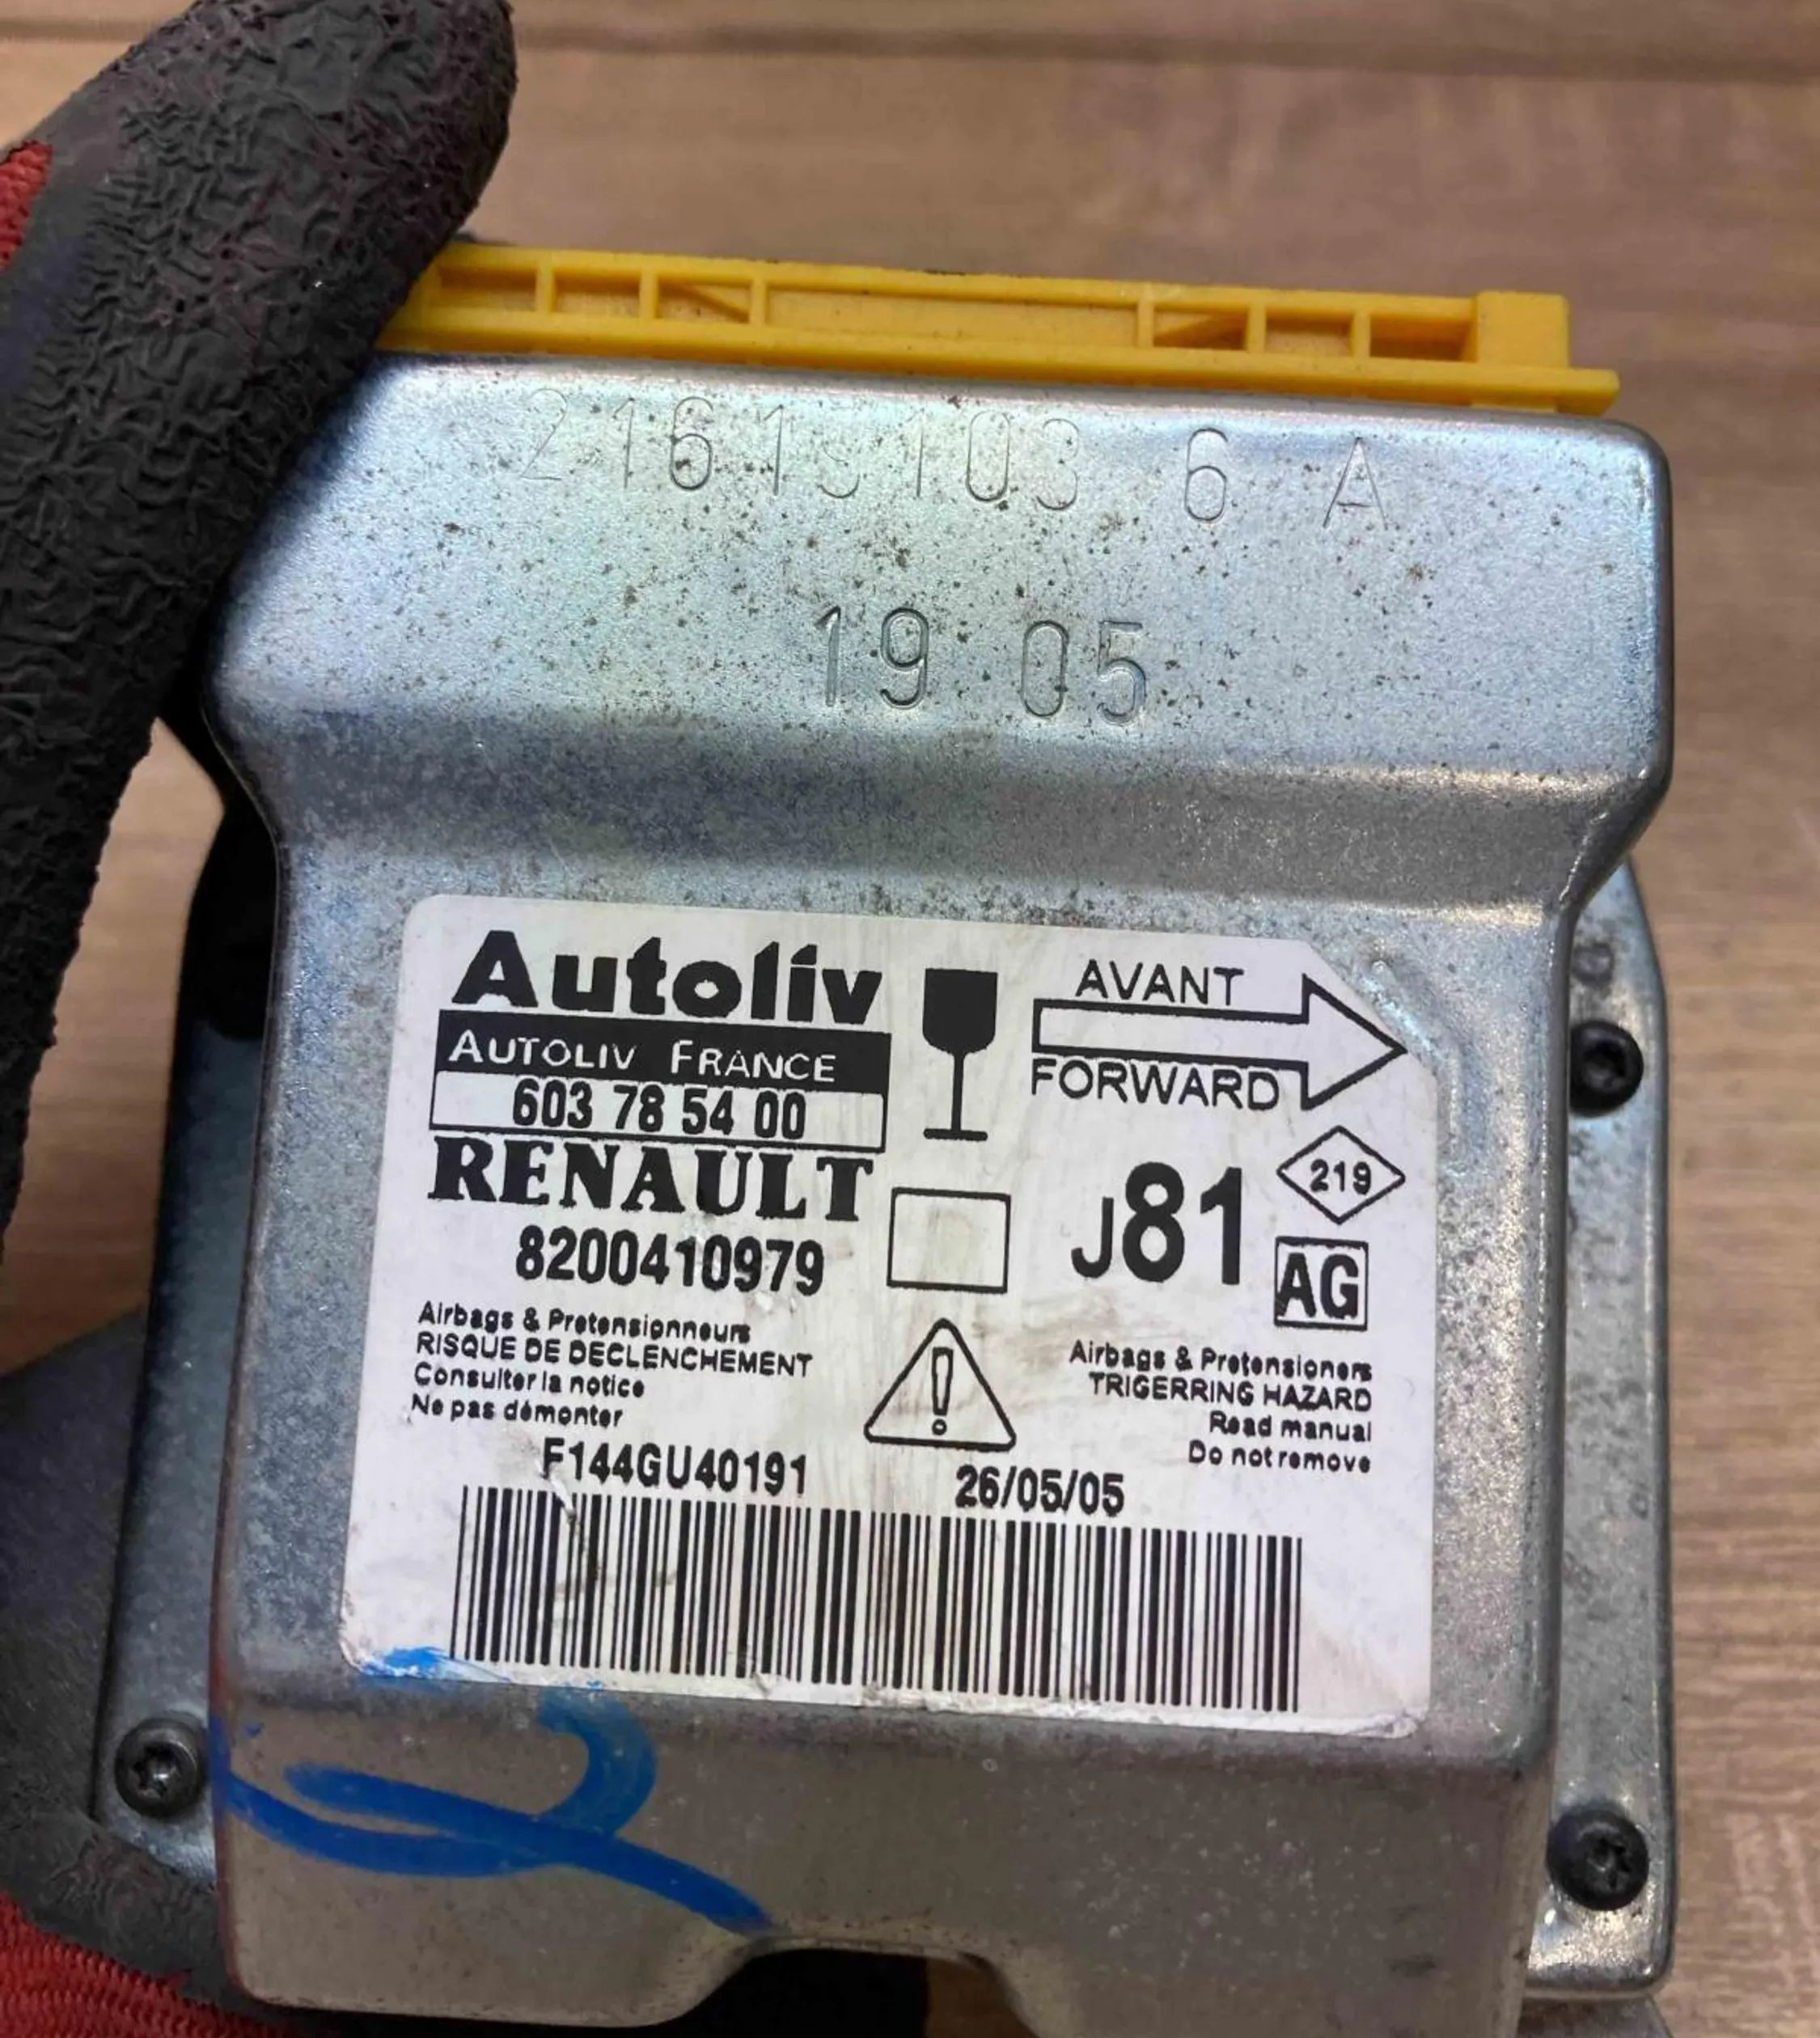 19 05
Autoliv
AUTOLIV FRANCE
603 78 54 00
RENAULT
8200410979
AVANT
FORWARD
219
J81
AG
Airbags & Pretensionneurs
RISQUE DE DECLENCHEMENT
Consulter la notice
Ne pas démonter
Airbags & Pretensioners
TRIGERRING HAZARD
Read manual
Do not remove
F144GU40191
26/05/05